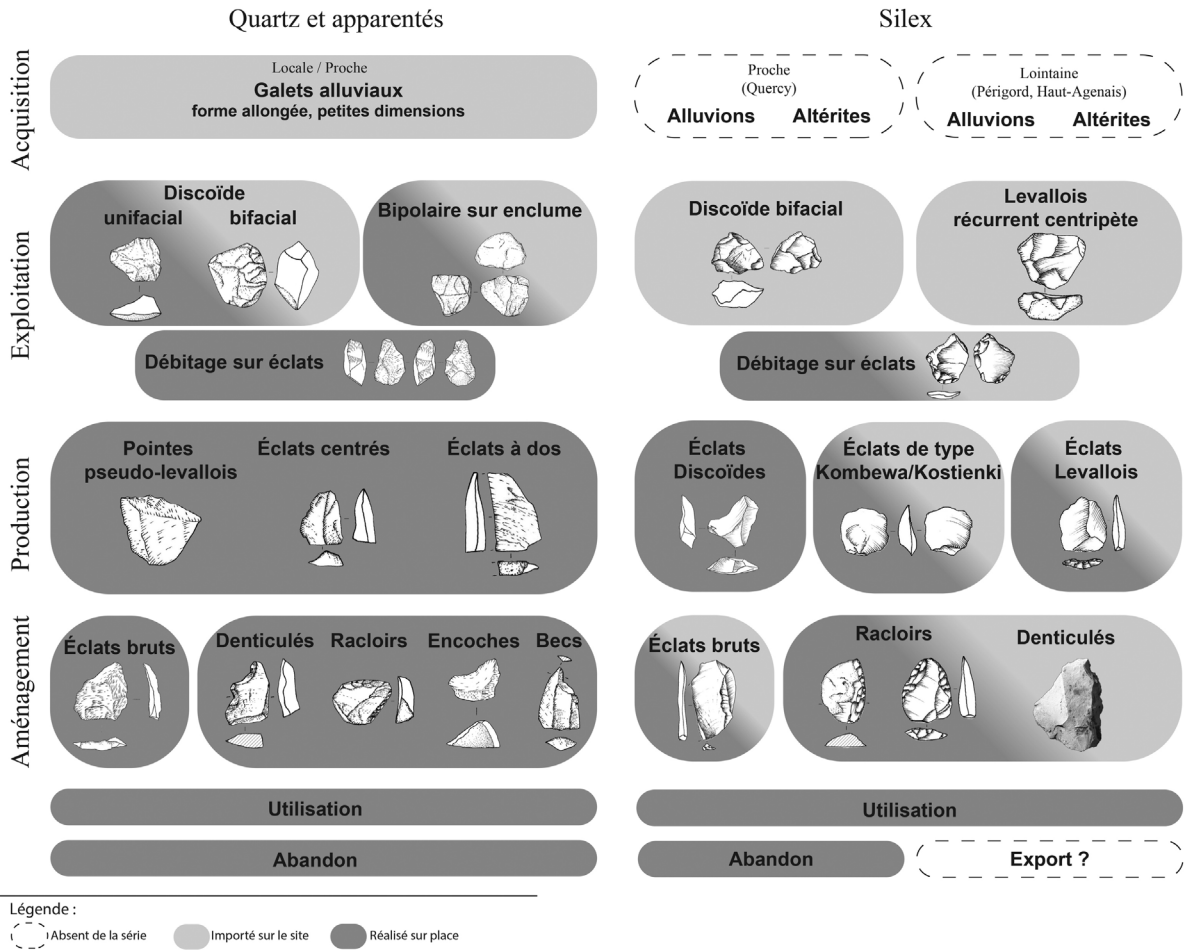 Quartz et apparentés
Silex
Acquisition
Locale / Proche
Galets alluviaux
forme allongée, petites dimensions
Proche
(Quercy)
Alluvions Altérites
Lointaine
(Périgord, Haut-Agenais)
Alluvions Altérites
Exploitation
Discoïde
unifacial bifacial
Bipolaire sur enclume
Débitage sur éclats
Discoïde bifacial
Levallois
récurrent centripète
Débitage sur éclats
Production
Pointes
pseudo-levallois
Éclats centrés
Éclats à dos
Éclats
Discoïdes
Éclats de type
Kombewa/Kostienki
Éclats
Levallois
Aménagement
Éclats bruts
Denticulés
Racloirs
Encoches
Becs
Éclats bruts
Racloirs
Denticulés
Utilisation
Utilisation
Abandon
Abandon
Export ?
Légende :
Absent de la série
Importé sur le site
Réalisé sur place